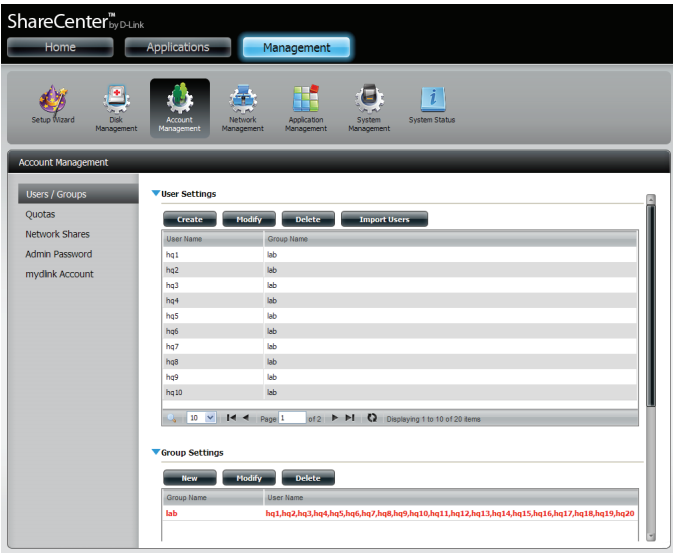 ShareCenter™ by D-Link
Home Applications Management
Setup Wizard Disk Management Account Management Network Management Application Management System Management System Status
Account Management
Users / Groups
Quotas
Network Shares
Admin Password
mydlink Account
User Settings
Create Modify Delete Import Users
User Name Group Name
hq1 lab
hq2 lab
hq3 lab
hq4 lab
hq5 lab
hq6 lab
hq7 lab
hq8 lab
hq9 lab
hq10 lab
10 Page 1 of 2 Displaying 1 to 10 of 20 items
Group Settings
New Modify Delete
Group Name User Name
lab hq1,hq2,hq3,hq4,hq5,hq6,hq7,hq8,hq9,hq10,hq11,hq12,hq13,hq14,hq15,hq16,hq17,hq18,hq19,hq20